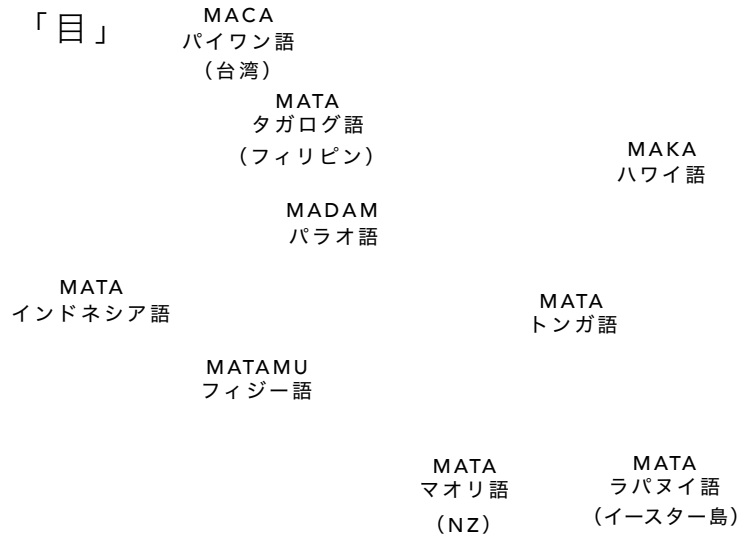 「目」
MACA
パイワン語
（台湾）
MATA
タガログ語
（フィリピン）
MAKA
ハワイ語
MADAM
パラオ語
MATA
インドネシア語
MATA
トンガ語
MATAMU
フィジー語
MATA
マオリ語
（NZ）
MATA
ラパヌイ語
（イースター島）